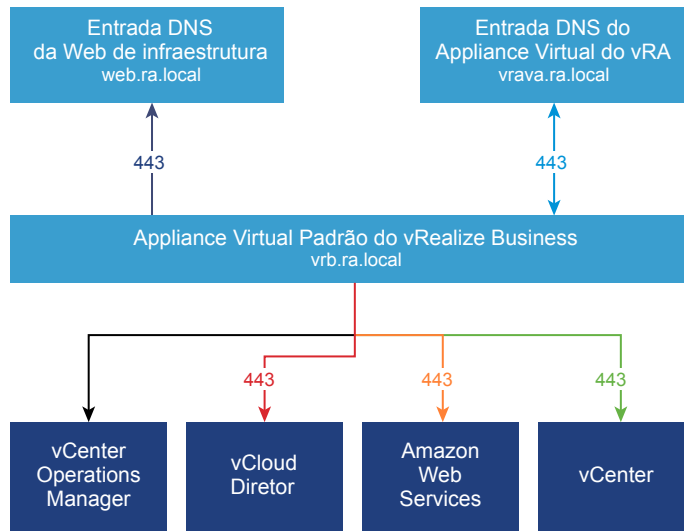 Entrada DNS
da Web de infraestrutura
web.ra.local
Entrada DNS do
Appliance Virtual do vRA
vrava.ra.local
443
443
Appliance Virtual Padrão do vRealize Business
vrb.ra.local
443
443
443
vCenter
Operations
Manager
vCloud
Diretor
Amazon
Web
Services
vCenter